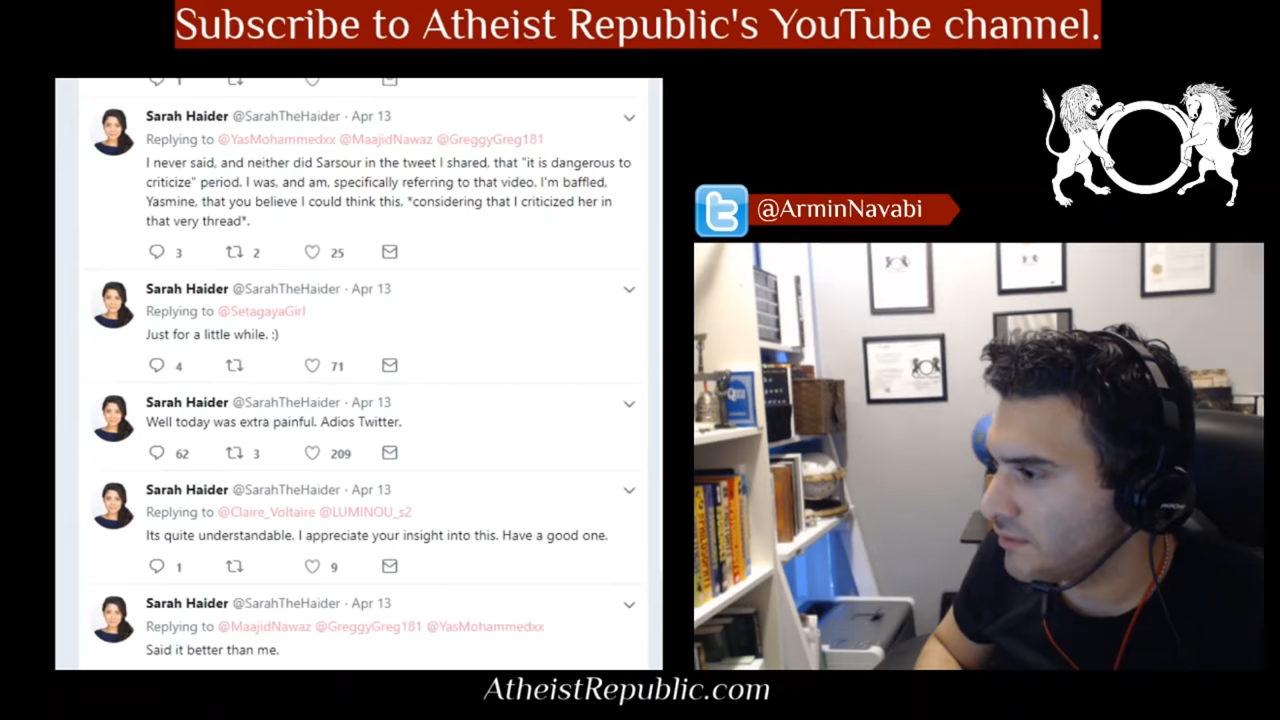 Subscribe to Atheist Republic's YouTube channel.
1
Sarah Haider @SarahTheHaider · Apr 13
Replying to @YasMohammedxx @MaajidNawaz @GreggyGreg181
I never said, and neither did Sarsour in the tweet I shared, that "it is dangerous to
criticize" period. I was, and am, specifically referring to that video. I'm baffled,
Yasmine, that you believe I could think this, *considering that I criticized her in
that very thread*.
3 2 25
Sarah Haider @SarahTheHaider · Apr 13
Replying to @SetagayaGirl
Just for a little while. :)
4 71
Sarah Haider @SarahTheHaider · Apr 13
Well today was extra painful. Adios Twitter.
62 3 209
Sarah Haider @SarahTheHaider · Apr 13
Replying to @Claire_Voltaire @LUMINOU_s2
Its quite understandable. I appreciate your insight into this. Have a good one.
1 9
Sarah Haider @SarahTheHaider · Apr 13
Replying to @MaajidNawaz @GreggyGreg181 @YasMohammedxx
Said it better than me.
@ArminNavabi
AtheistRepublic.com